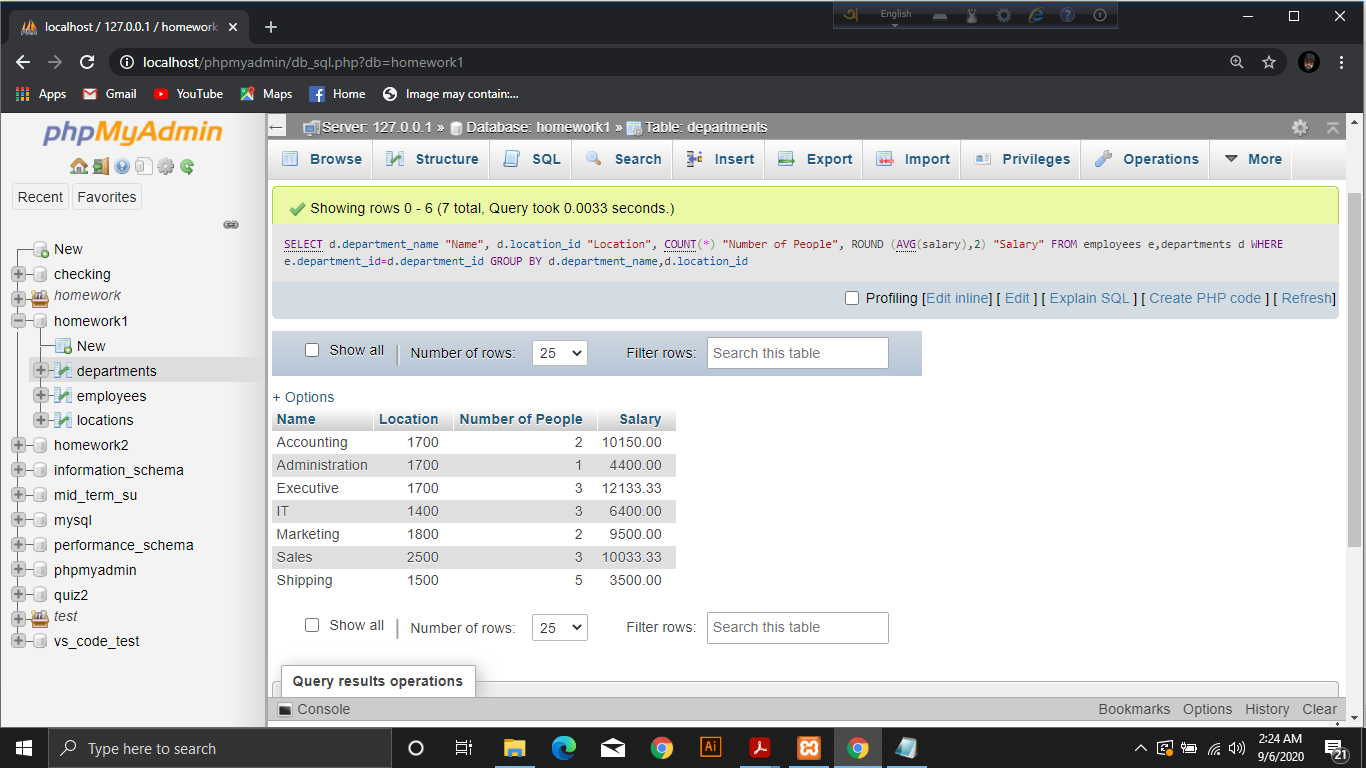 localhost / 127.0.0.1 / homework
English
localhost/phpmyadmin/db_sql.php?db=homework1
Apps Gmail YouTube Maps Home Image may contain:...
phpMyAdmin
Recent Favorites
New
checking
homework
homework1
New
departments
employees
locations
homework2
information_schema
mid_term_su
mysql
performance_schema
phpmyadmin
quiz2
test
vs_code_test
Server: 127.0.0.1 » Database: homework1 » Table: departments
Browse Structure SQL Search Insert Export Import Privileges Operations More
Showing rows 0 - 6 (7 total, Query took 0.0033 seconds.)
SELECT d.department_name "Name", d.location_id "Location", COUNT(*) "Number of People", ROUND (AVG(salary),2) "Salary" FROM employees e,departments d WHERE
e.department_id=d.department_id GROUP BY d.department_name,d.location_id
Profiling [Edit inline] [ Edit ] [ Explain SQL ] [ Create PHP code ] [ Refresh]
Show all | Number of rows: 25 Filter rows: Search this table
+ Options
Name Location Number of People Salary
Accounting 1700 2 10150.00
Administration 1700 1 4400.00
Executive 1700 3 12133.33
IT 1400 3 6400.00
Marketing 1800 2 9500.00
Sales 2500 3 10033.33
Shipping 1500 5 3500.00
Show all | Number of rows: 25 Filter rows: Search this table
Query results operations
Console Bookmarks Options History Clear
Type here to search
Ai
2:24 AM
9/6/2020
21